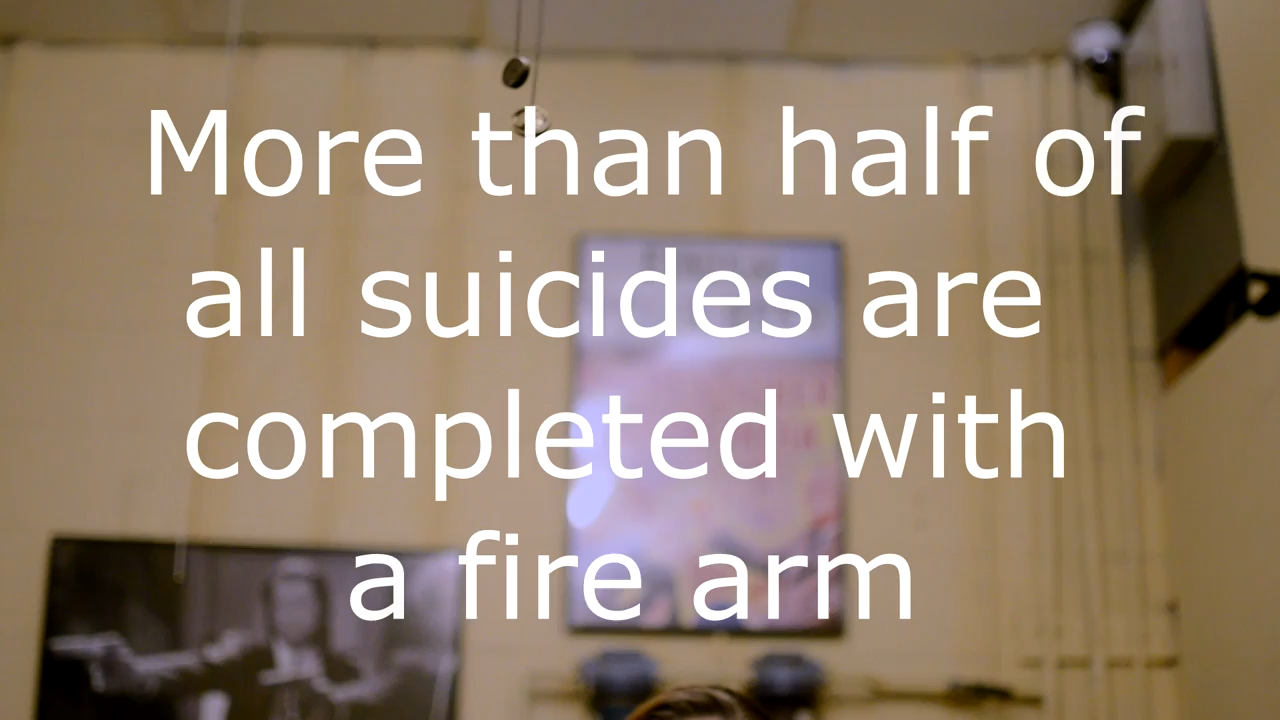 More than half of
all suicides are
completed with
a fire arm